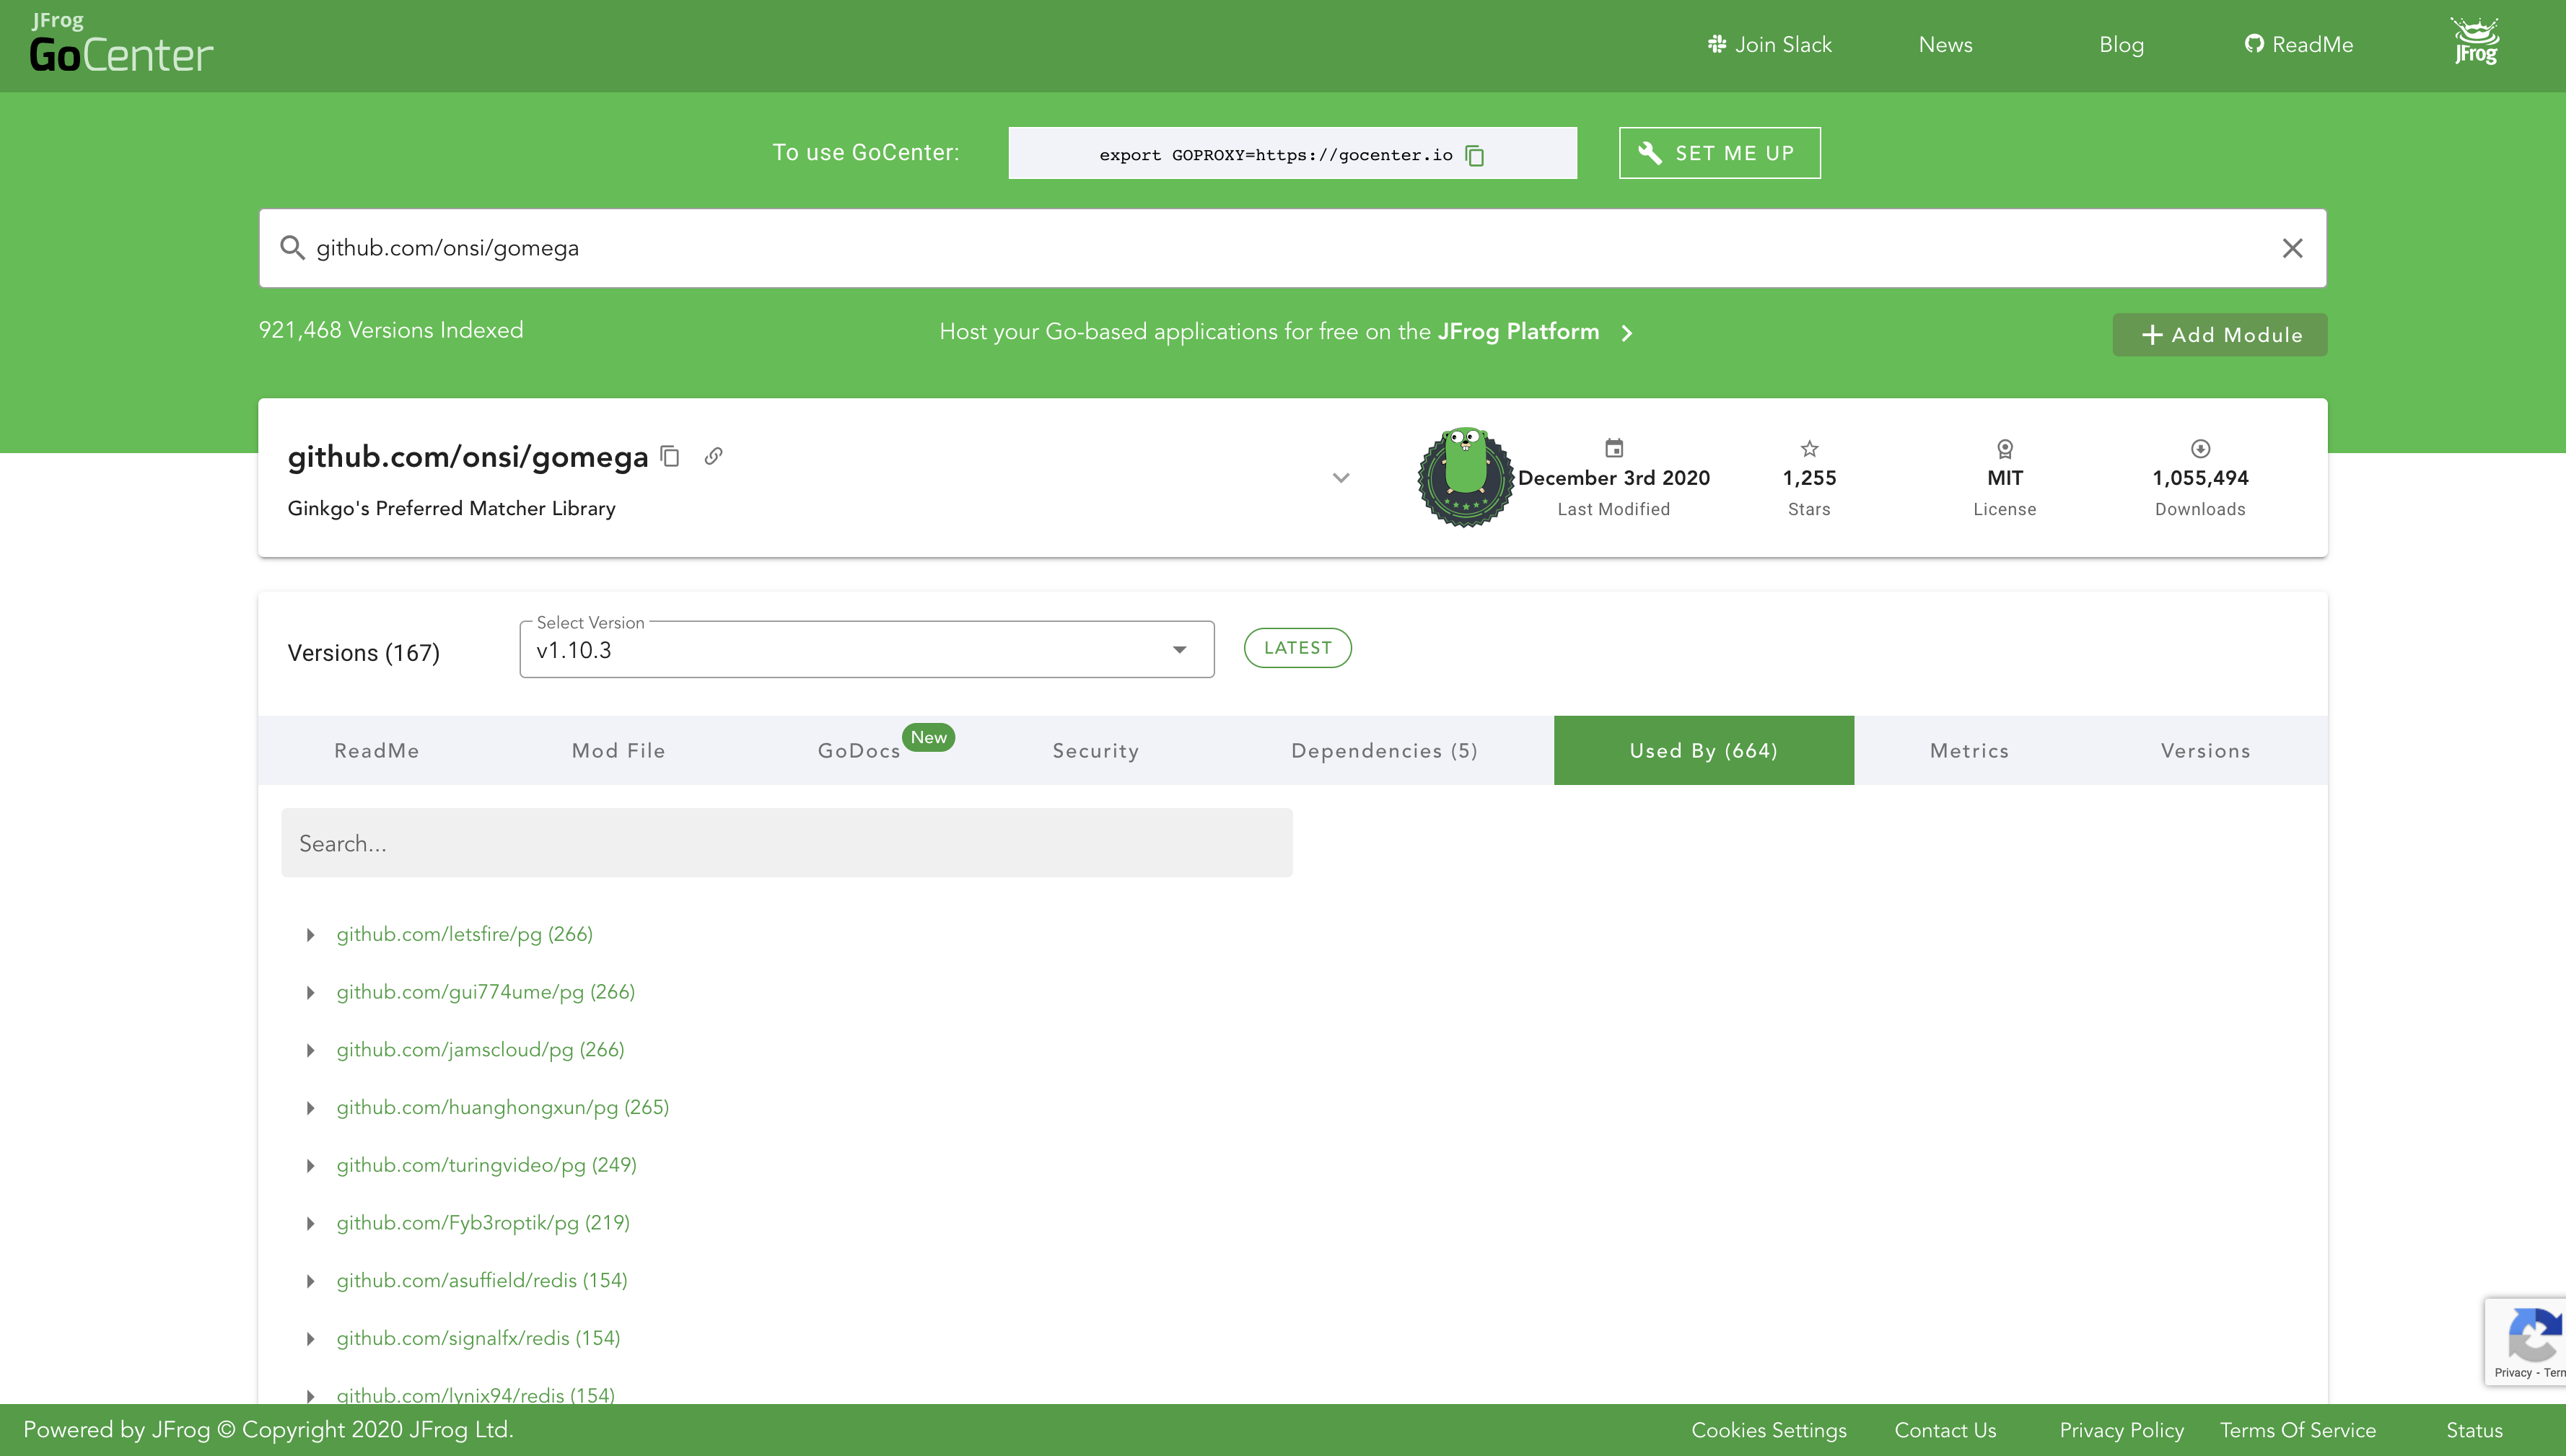 JFrog
GoCenter
Join Slack
News
Blog
ReadMe
JFrog
To use GoCenter:
export GOPROXY=https://gocenter.io
SET ME UP
github.com/onsi/gomega
921,468 Versions Indexed
Host your Go-based applications for free on the JFrog Platform
Add Module
github.com/onsi/gomega
Ginkgo's Preferred Matcher Library
December 3rd 2020
Last Modified
1,255
Stars
MIT
License
1,055,494
Downloads
Versions (167)
Select Version
v1.10.3
LATEST
ReadMe
Mod File
GoDocs
New
Security
Dependencies (5)
Used By (664)
Metrics
Versions
Search...
github.com/letsfire/pg (266)
github.com/gui774ume/pg (266)
github.com/jamscloud/pg (266)
github.com/huanghongxun/pg (265)
github.com/turingvideo/pg (249)
github.com/Fyb3roptik/pg (219)
github.com/asuffield/redis (154)
github.com/signalfx/redis (154)
github.com/lynix94/redis (154)
Privacy - Tern
Powered by JFrog © Copyright 2020 JFrog Ltd.
Cookies Settings
Contact Us
Privacy Policy
Terms Of Service
Status